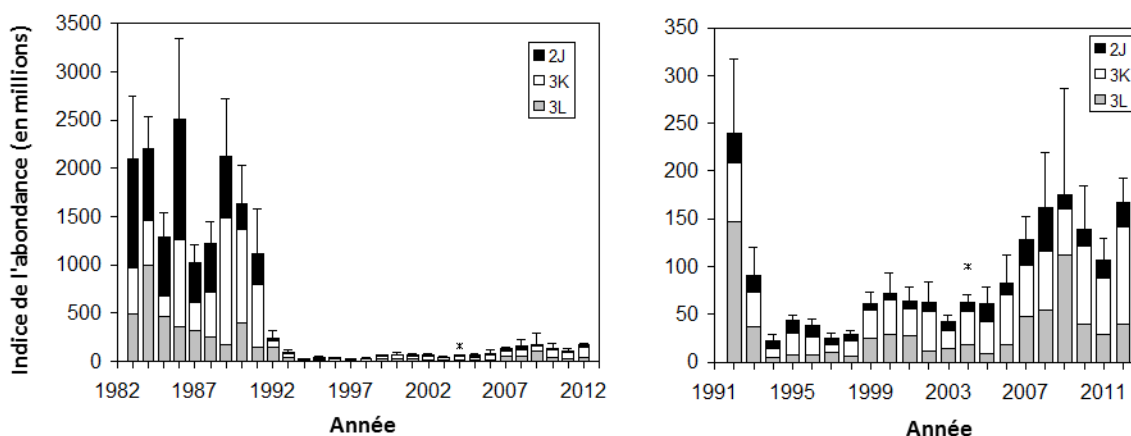 Indice de l'abondance (en millions)
3500
3000
2500
2000
1500
1000
500
0
2J
3K
3L
*
1982 1987 1992 1997 2002 2007 2012
Année
350
300
250
200
150
100
50
0
2J
3K
3L
*
1991 1995 1999 2003 2007 2011
Année